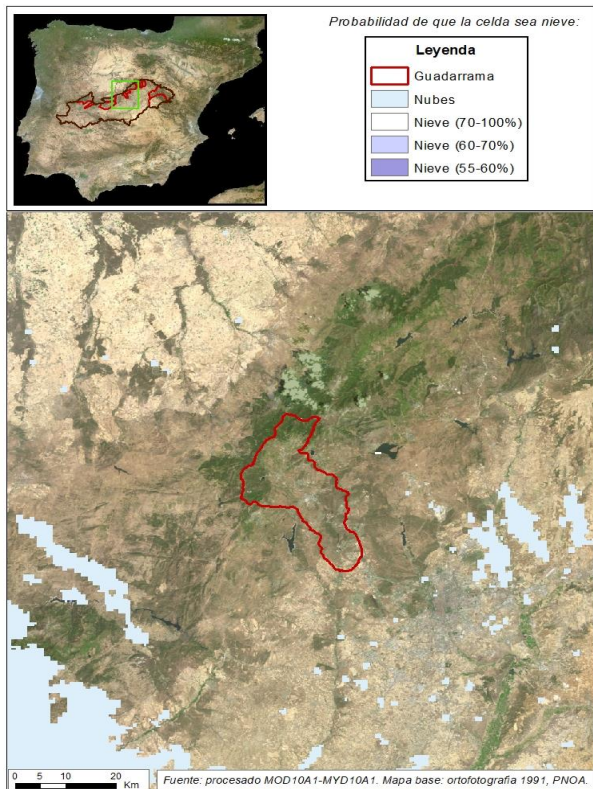 Probabilidad de que la celda sea nieve:
Leyenda
Guadarrama
Nubes
Nieve (70-100%)
Nieve (60-70%)
Nieve (55-60%)
0 5 10 20
Km
Fuente: procesado MOD10A1-MYD10A1. Mapa base: ortofotografia 1991, PNOA.